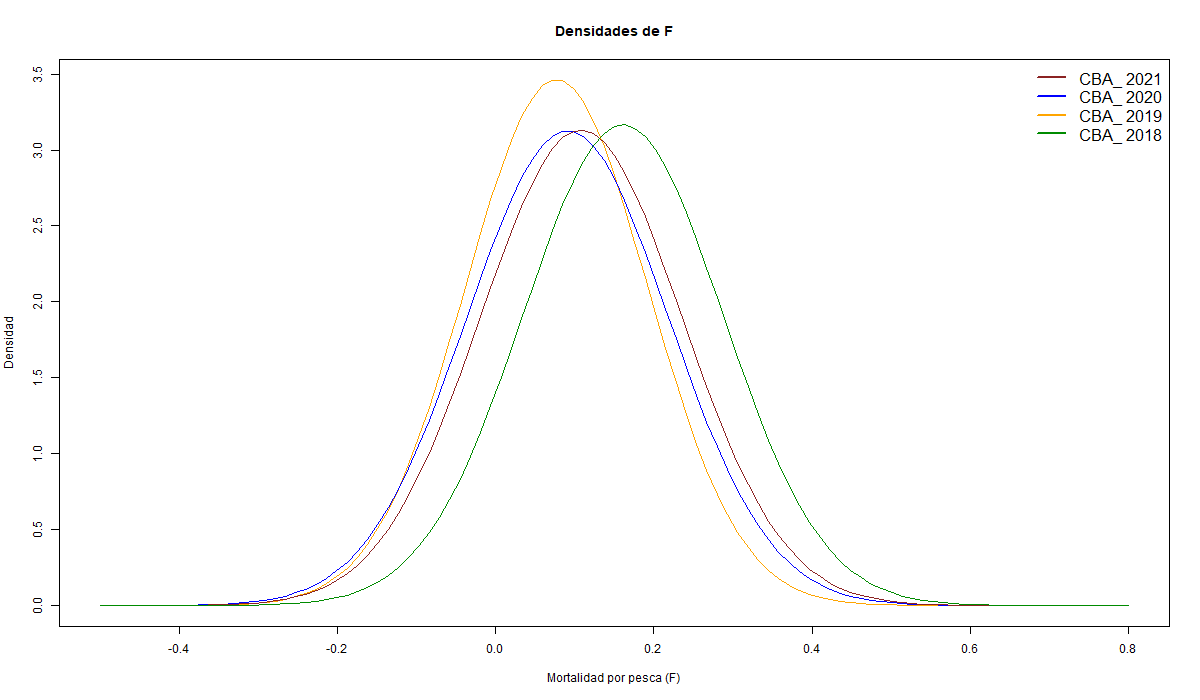 Densidades de F
CBA_ 2021
CBA_ 2020
CBA_ 2019
CBA_ 2018
3.5
3.0
2.5
2.0
1.5
1.0
0.5
0.0
Densidad
-0.4
-0.2
0.0
0.2
0.4
0.6
0.8
Mortalidad por pesca (F)